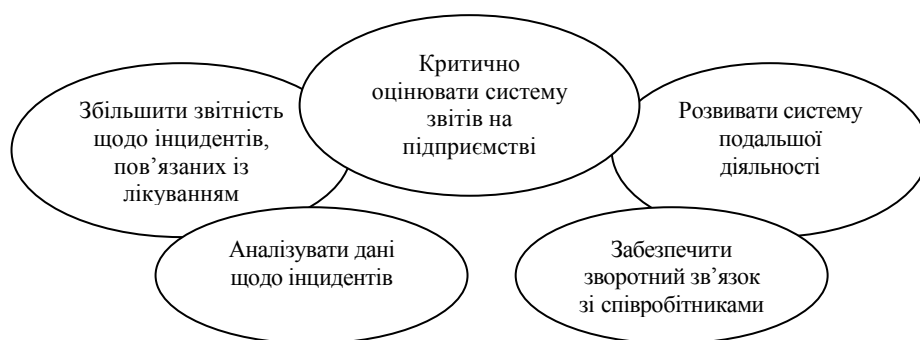 Критично
оцінювати систему
звітів на
підприємстві
Збільшити звітність
щодо інцидентів,
пов’язаних із
лікуванням
Розвивати систему
подальшої
діяльності
Аналізувати дані
щодо інцидентів
Забезпечити
зворотний зв’язок
зі співробітниками